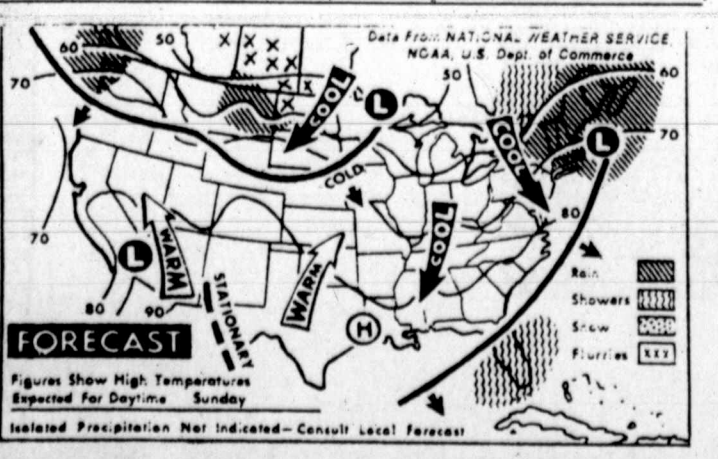 Data From NATIONAL WEATHER SERVICE,
NOAA, U.S. Dept. of Commerce
60
50
70
50
60
70
COOL
L
COOL
L
COLD
COOL
80
70
L
WARM
WARM
80
90
STATIONARY
H
Rain
Showers
Snow
Flurries
FORECAST
Figures Show High Temperatures
Expected For Daytime Sunday
Isolated Precipitation Not Indicated—Consult Local Forecast